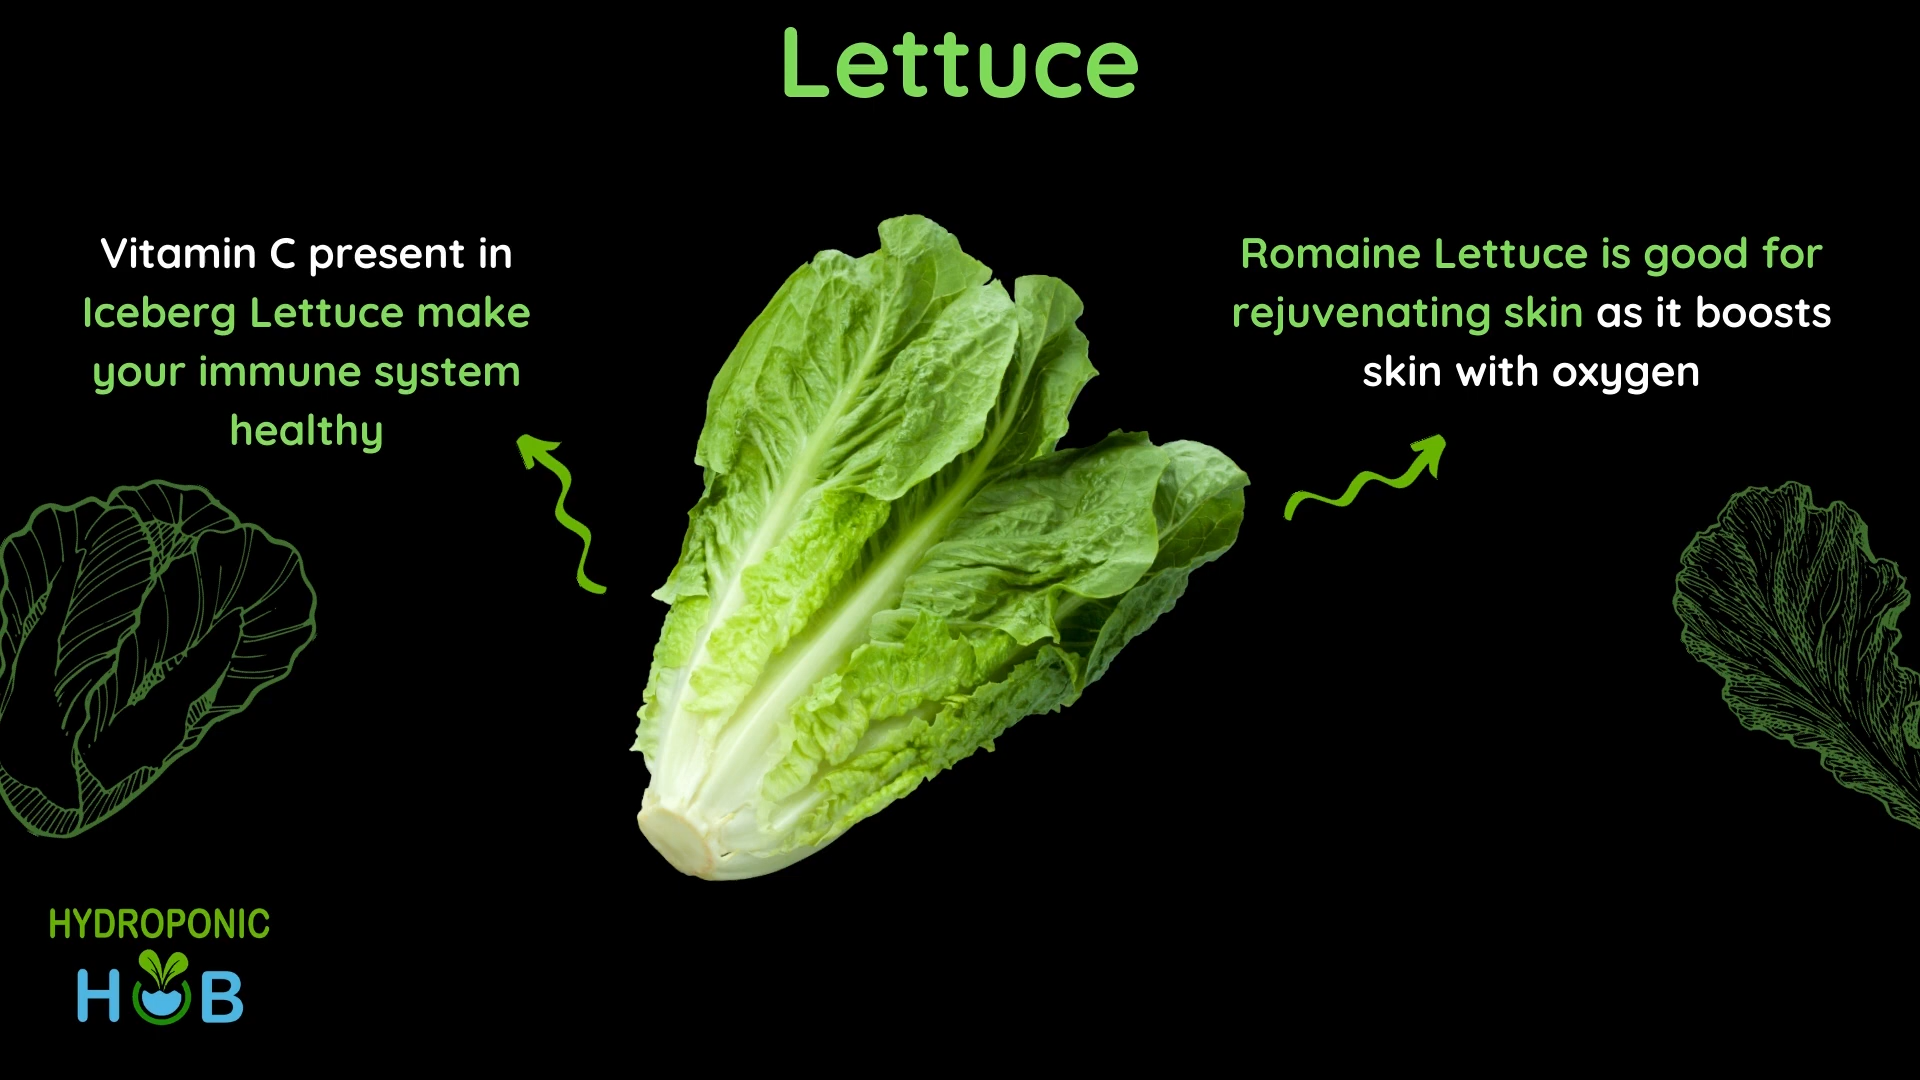 Lettuce
Vitamin C present in
Iceberg Lettuce make
your immune system
healthy
Romaine Lettuce is good for
rejuvenating skin as it boosts
skin with oxygen
HYDROPONIC
HUB